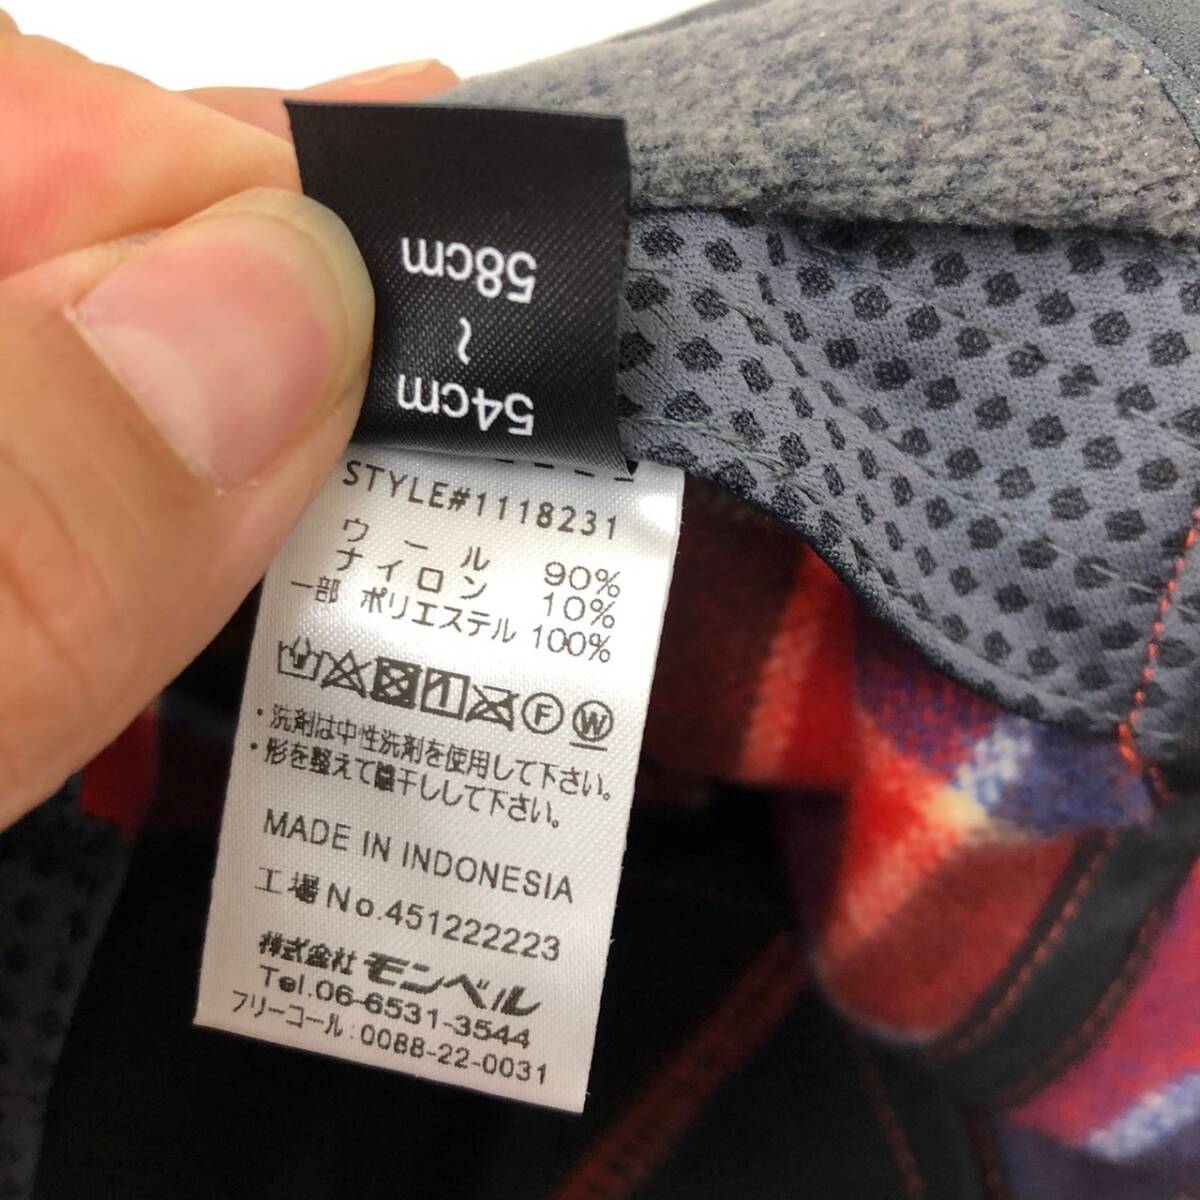 54cm
~
58cm
STYLE#1118231
ウール 90%
ナイロン 10%
一部 ポリエステル 100%
F W
・洗剤は中性洗剤を使用して下さい。
・形を整えて陰干しして下さい。
MADE IN INDONESIA
工場No.451222223
株式会社 モンベル
Tel.06-6531-3544
フリーコール:0088-22-0031